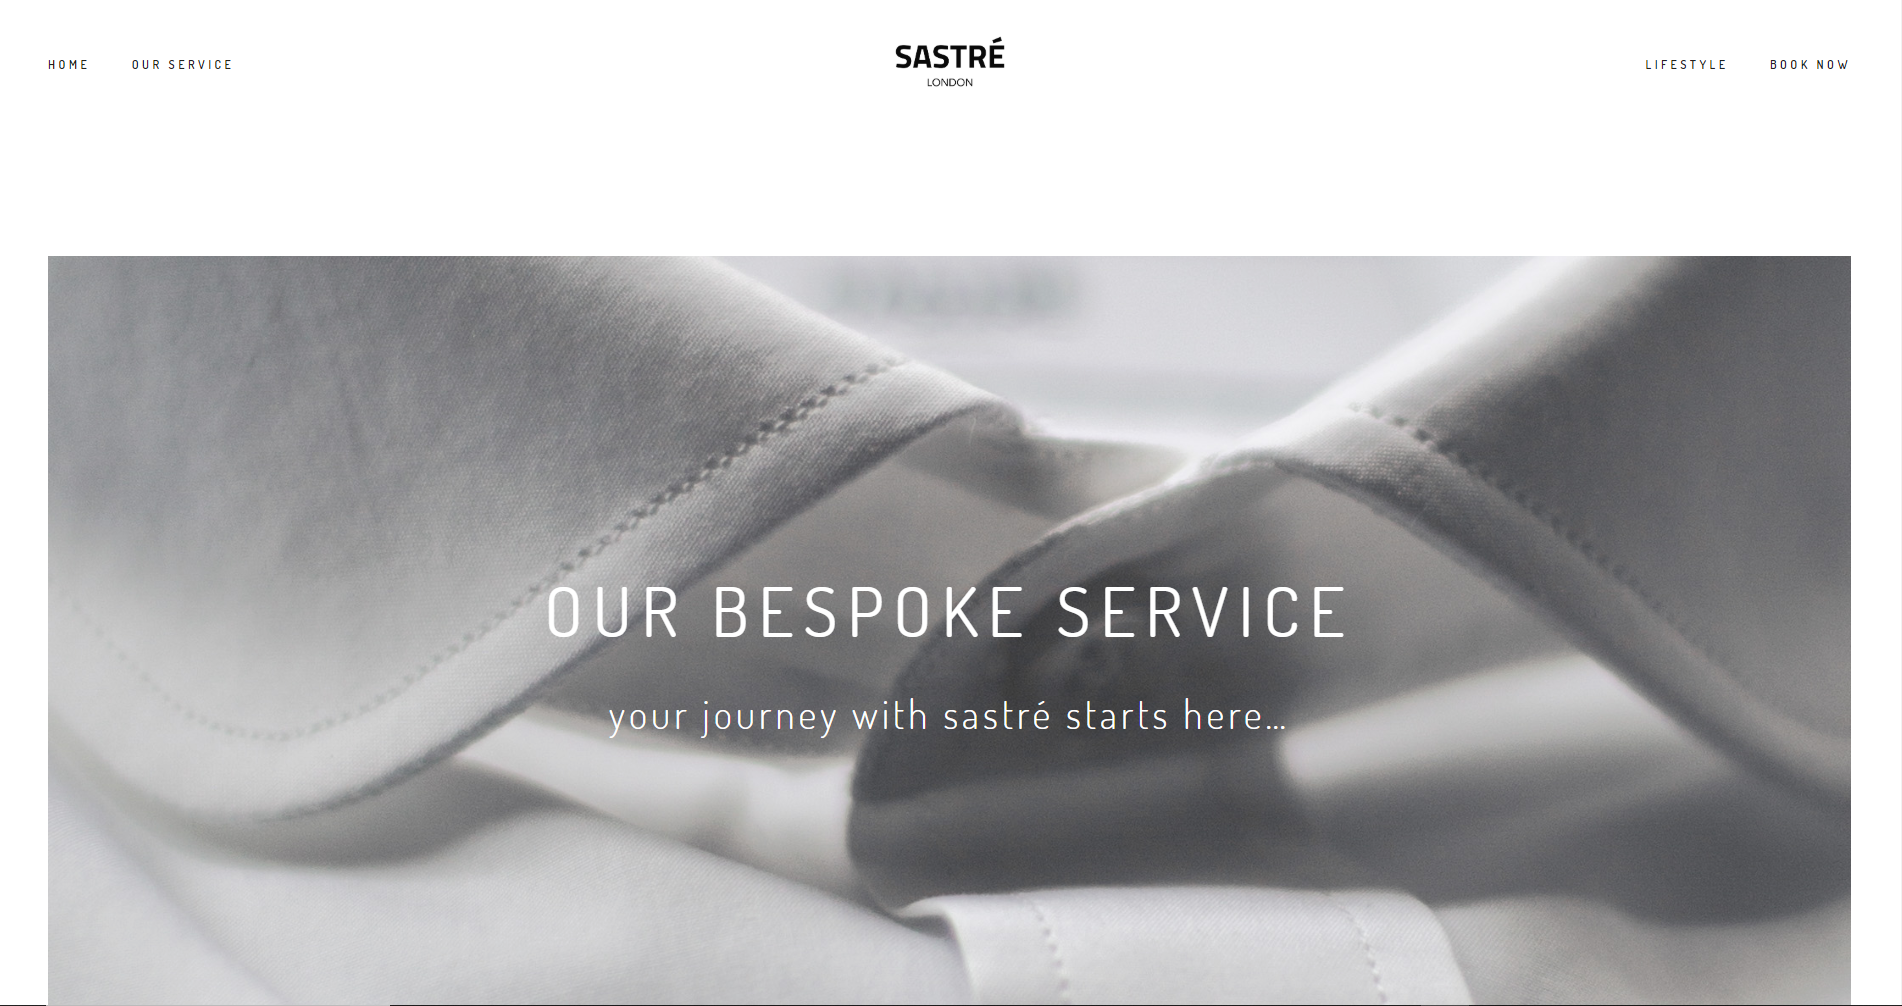 HOME
OUR SERVICE
SASTRÉ
LONDON
LIFESTYLE
BOOK NOW
OUR BESPOKE SERVICE
your journey with sastré starts here...